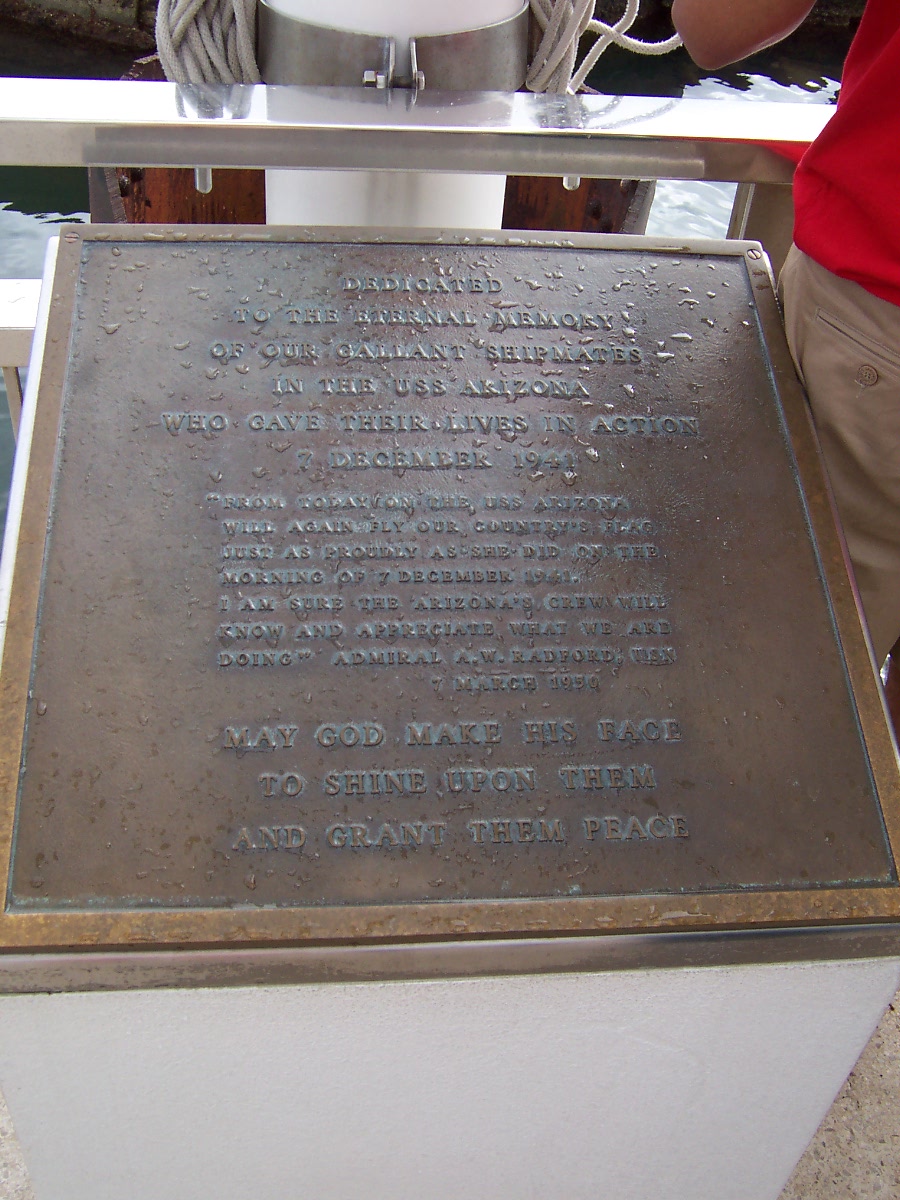 DEDICATED
TO THE ETERNAL MEMORY
OF OUR GALLANT SHIPMATES
IN THE USS ARIZONA
WHO GAVE THEIR LIVES IN ACTION
7 DECEMBER 1941
"FROM TODAY ON THE USS ARIZONA
WILL AGAIN FLY OUR COUNTRY'S FLAG
JUST AS PROUDLY AS SHE DID ON THE
MORNING OF 7 DECEMBER 1941.
I AM SURE THE ARIZONA'S CREW WILL
KNOW AND APPRECIATE WHAT WE ARE
DOING" ADMIRAL A.W. RADFORD, USN
7 MARCH 1950
MAY GOD MAKE HIS FACE
TO SHINE UPON THEM
AND GRANT THEM PEACE